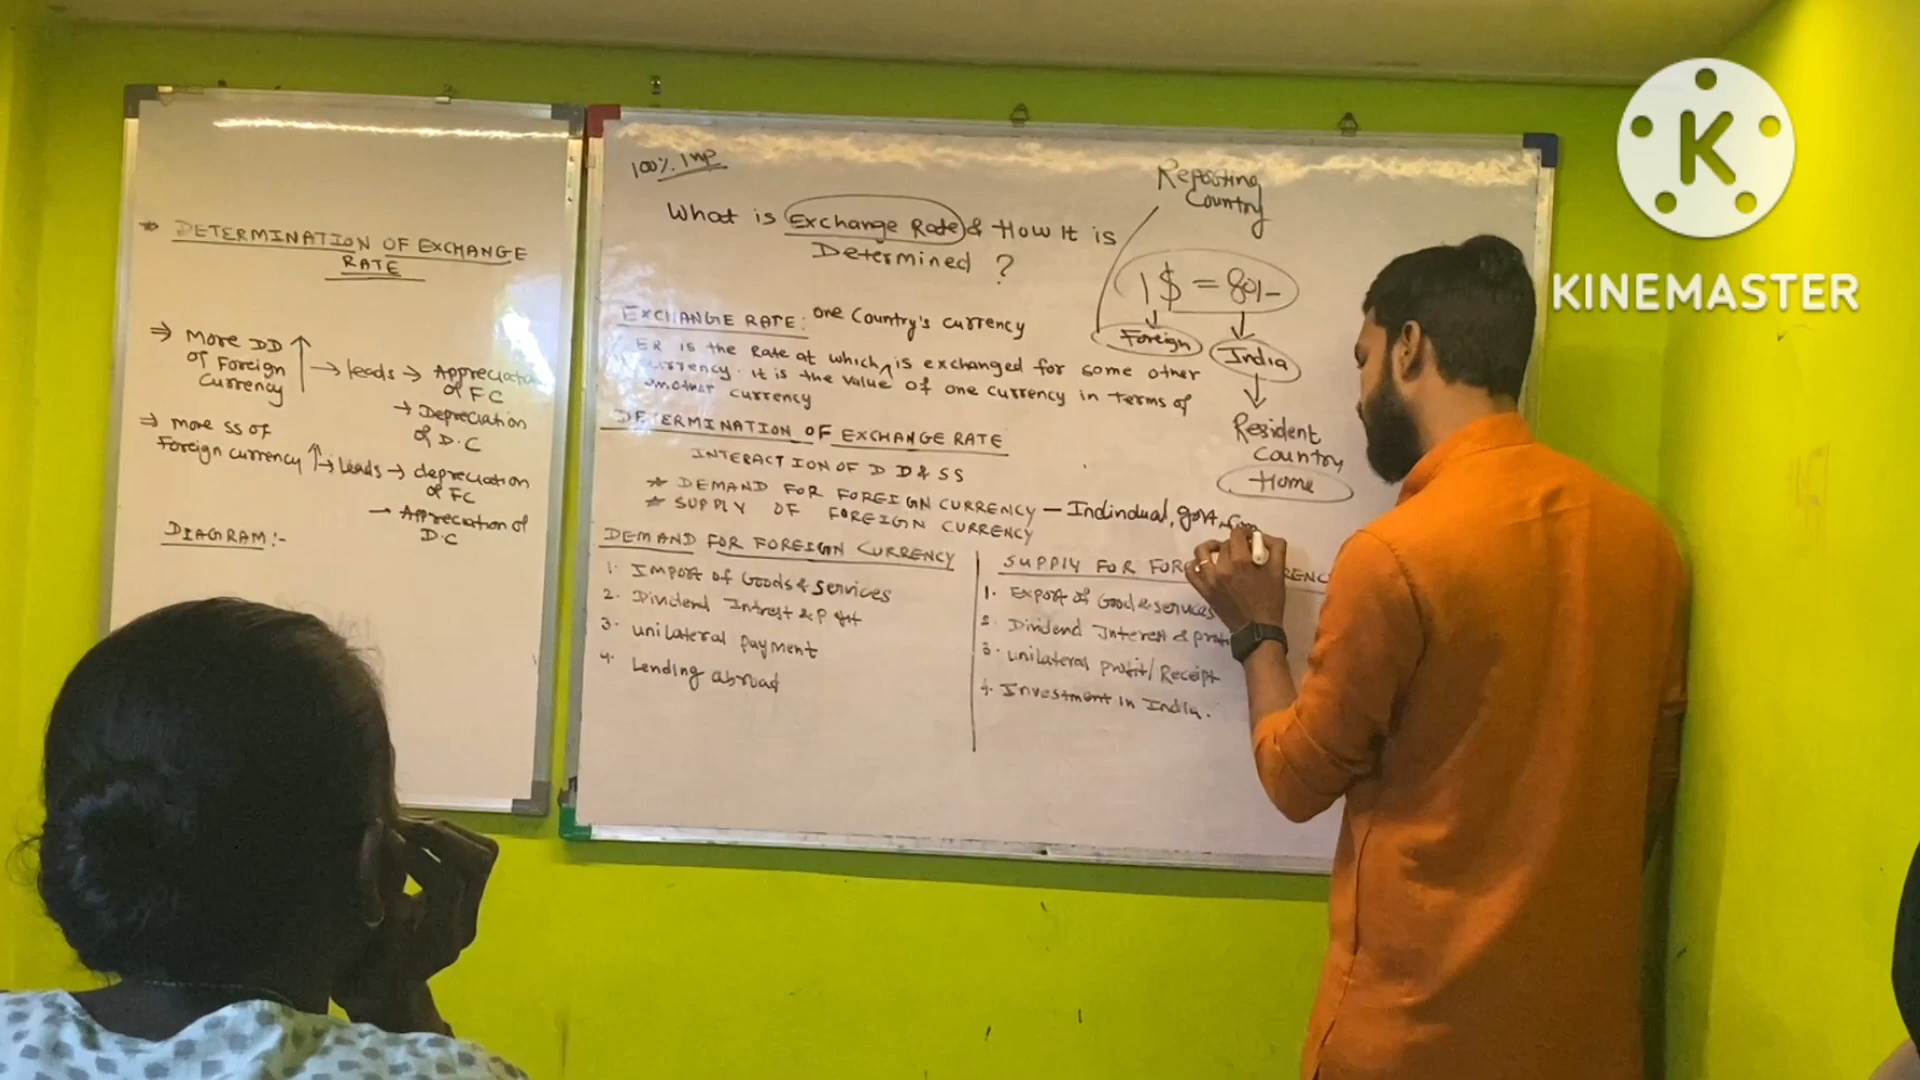 * DETERMINATION OF EXCHANGE
RATE
⇒ More DD
of Foreign
Currency ↑ → leads → Appreciation
of FC
→ Depreciation
of D.C
⇒ More SS of
Foreign currency ↑ → Leads → depreciation
of FC
→ Appreciation of
D.C
DIAGRAM:-
100% Imp
What is Exchange Rate & How It is
Determined ?
Reporting
Country
1 $ = 80/-
Foreign
India
Resident
Country
Home
EXCHANGE RATE: one Country's currency
ER is the Rate at which is exchanged for some other
currency. It is the value of one currency in terms of
another currency
DETERMINATION OF EXCHANGE RATE
INTERACTION OF D D & SS
* DEMAND FOR FOREIGN CURRENCY — Indindual, govt,
* SUPPLY OF FOREIGN CURRENCY
DEMAND FOR FOREIGN CURRENCY
1. Import of Goods & services
2. Dividend Intrest &
3. unilateral payment
4. Lending abroad
SUPPLY FOR
1. Export of Good & services
2. Dividend Interest &
3. unilateral profit/Receipt
4. Investment in India.
K
KINEMASTER